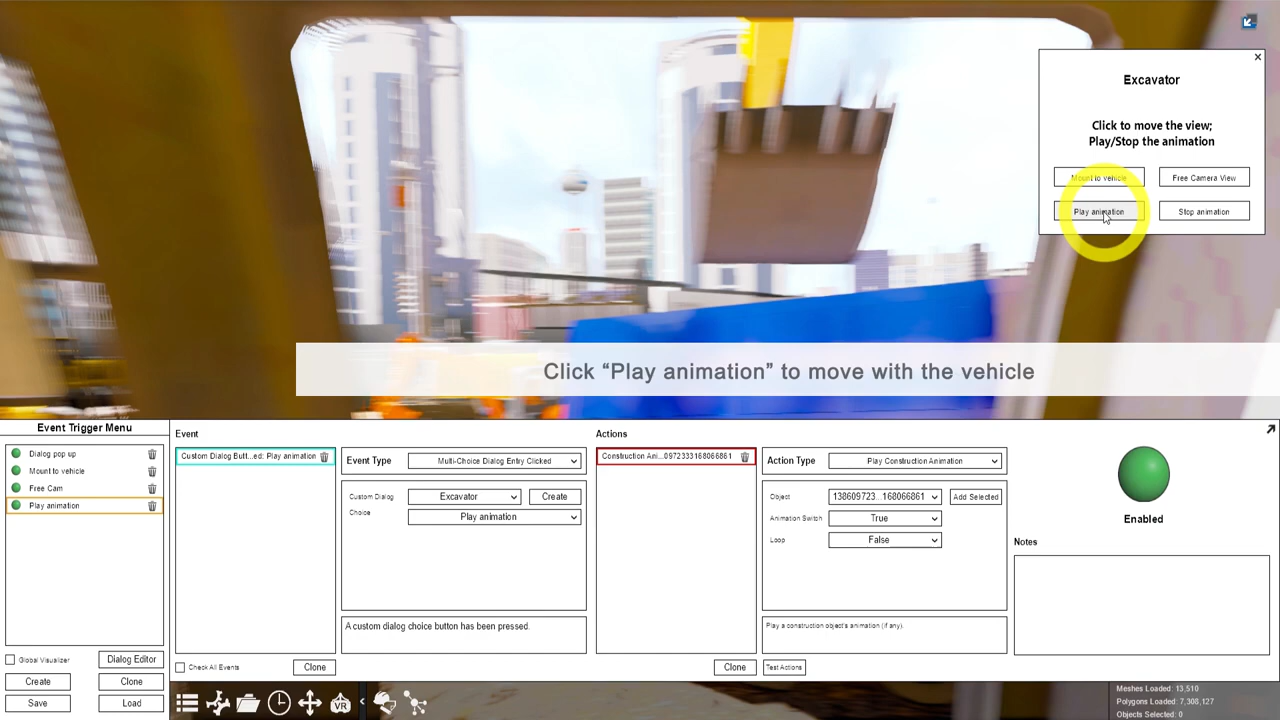 Excavator
Click to move the view;
Play/Stop the animation
Mount to vehicle
Free Camera View
Play animation
Stop animation
Click “Play animation” to move with the vehicle
Event Trigger Menu
Dialog pop up
Mount to vehicle
Free Cam
Play animation
Global Visualizer
Dialog Editor
Create
Clone
Save
Load
Event
Custom Dialog Butt...ed: Play animation
Check All Events
Clone
Event Type
Multi-Choice Dialog Entry Clicked
Custom Dialog
Excavator
Create
Choice
Play animation
A custom dialog choice button has been pressed.
Actions
Construction Ani...0972333168066861
Clone
Action Type
Play Construction Animation
Object
138609723...168066861
Add Selected
Animation Switch
True
Loop
False
Play a construction object's animation (if any).
Test Actions
Enabled
Notes
VR
Meshes Loaded: 13,510
Polygons Loaded: 7,308,127
Objects Selected: 0